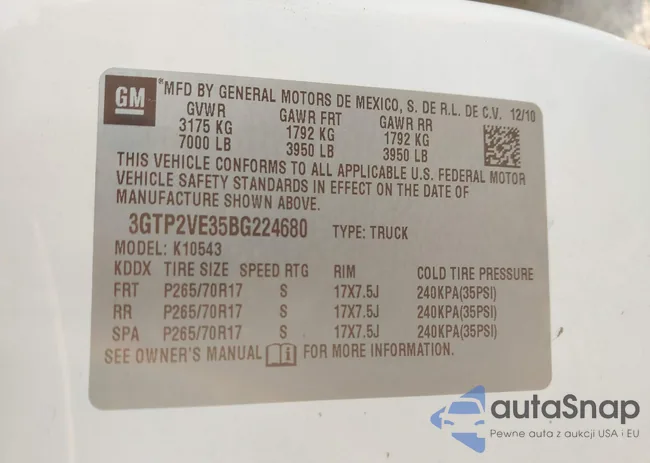 GM
*MFD BY GENERAL MOTORS DE MEXICO, S. DE R.L. DE C.V. 12/10
GVWR GAWR FRT GAWR RR
3175 KG 1792 KG 1792 KG
7000 LB 3950 LB 3950 LB
THIS VEHICLE CONFORMS TO ALL APPLICABLE U.S. FEDERAL MOTOR
VEHICLE SAFETY STANDARDS IN EFFECT ON THE DATE OF
MANUFACTURE SHOWN ABOVE.
3GTP2VE35BG224680 TYPE: TRUCK
MODEL: K10543
KDDX TIRE SIZE SPEED RTG RIM COLD TIRE PRESSURE
FRT P265/70R17 S 17X7.5J 240KPA(35PSI)
RR P265/70R17 S 17X7.5J 240KPA(35PSI)
SPA P265/70R17 S 17X7.5J 240KPA(35PSI)
SEE OWNER'S MANUAL FOR MORE INFORMATION.
autaSnap
Pewne auta z aukcji USA i EU